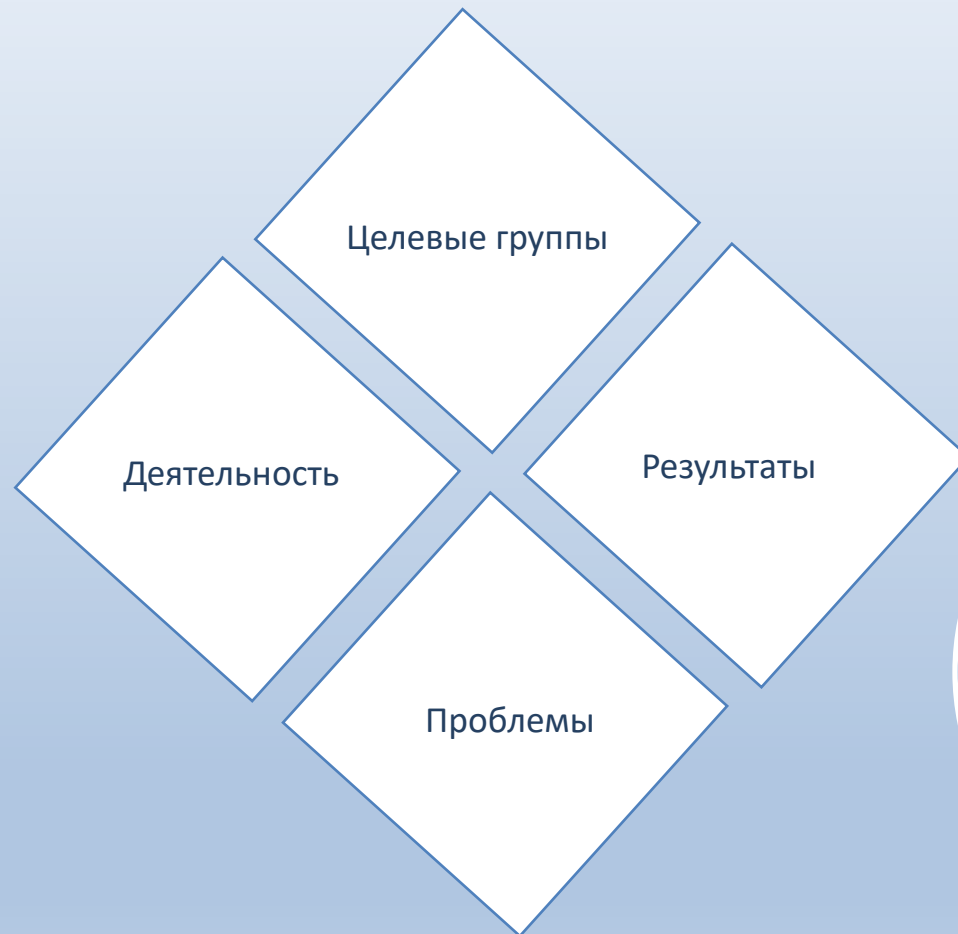 Целевые группы
Деятельность
Результаты
Проблемы